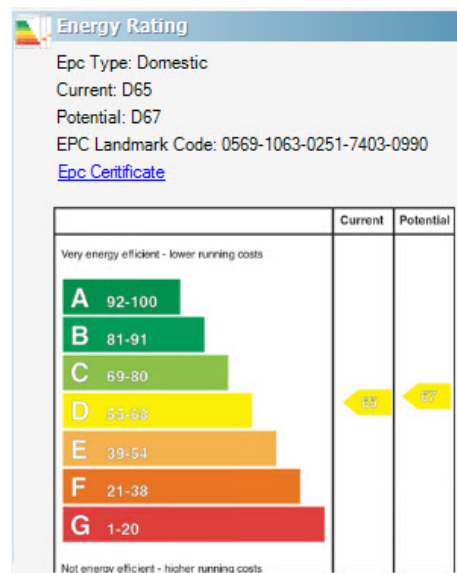 Energy Rating
Epc Type: Domestic
Current: D65
Potential: D67
EPC Landmark Code: 0569-1063-0251-7403-0990
Epc Ceritificate
Current Potential
Very energy efficient - lower running costs
A 92-100
B 81-91
C 69-80
D 55-68 65 67
E 39-54
F 21-38
G 1-20
Not energy efficient - higher running costs